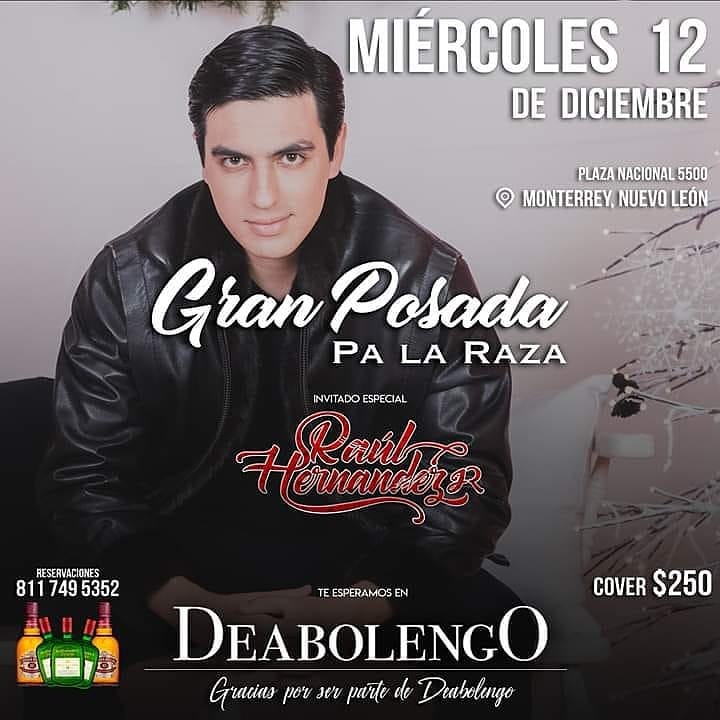 MIÉRCOLES 12
DE DICIEMBRE
PLAZA NACIONAL 5500
MONTERREY, NUEVO LEÓN
Gran Posada
PA LA RAZA
INVITADO ESPECIAL
Raúl
Hernandez JR
RESERVACIONES
811 749 5352
TE ESPERAMOS EN
COVER $250
DEABOLENGO
Gracias por ser parte de Deabolengo